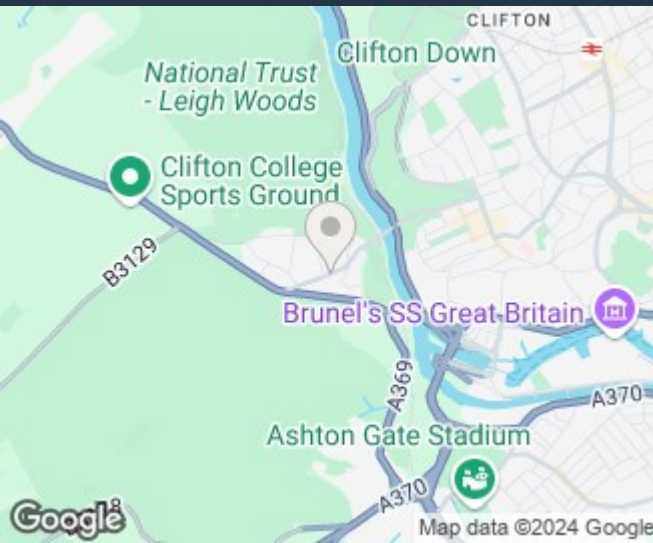 CLIFTON
Clifton Down
National Trust
- Leigh Woods
Clifton College
Sports Ground
B3129
Brunel's SS Great Britain
A369
A370
Ashton Gate Stadium
A370
Google
Map data ©2024 Google